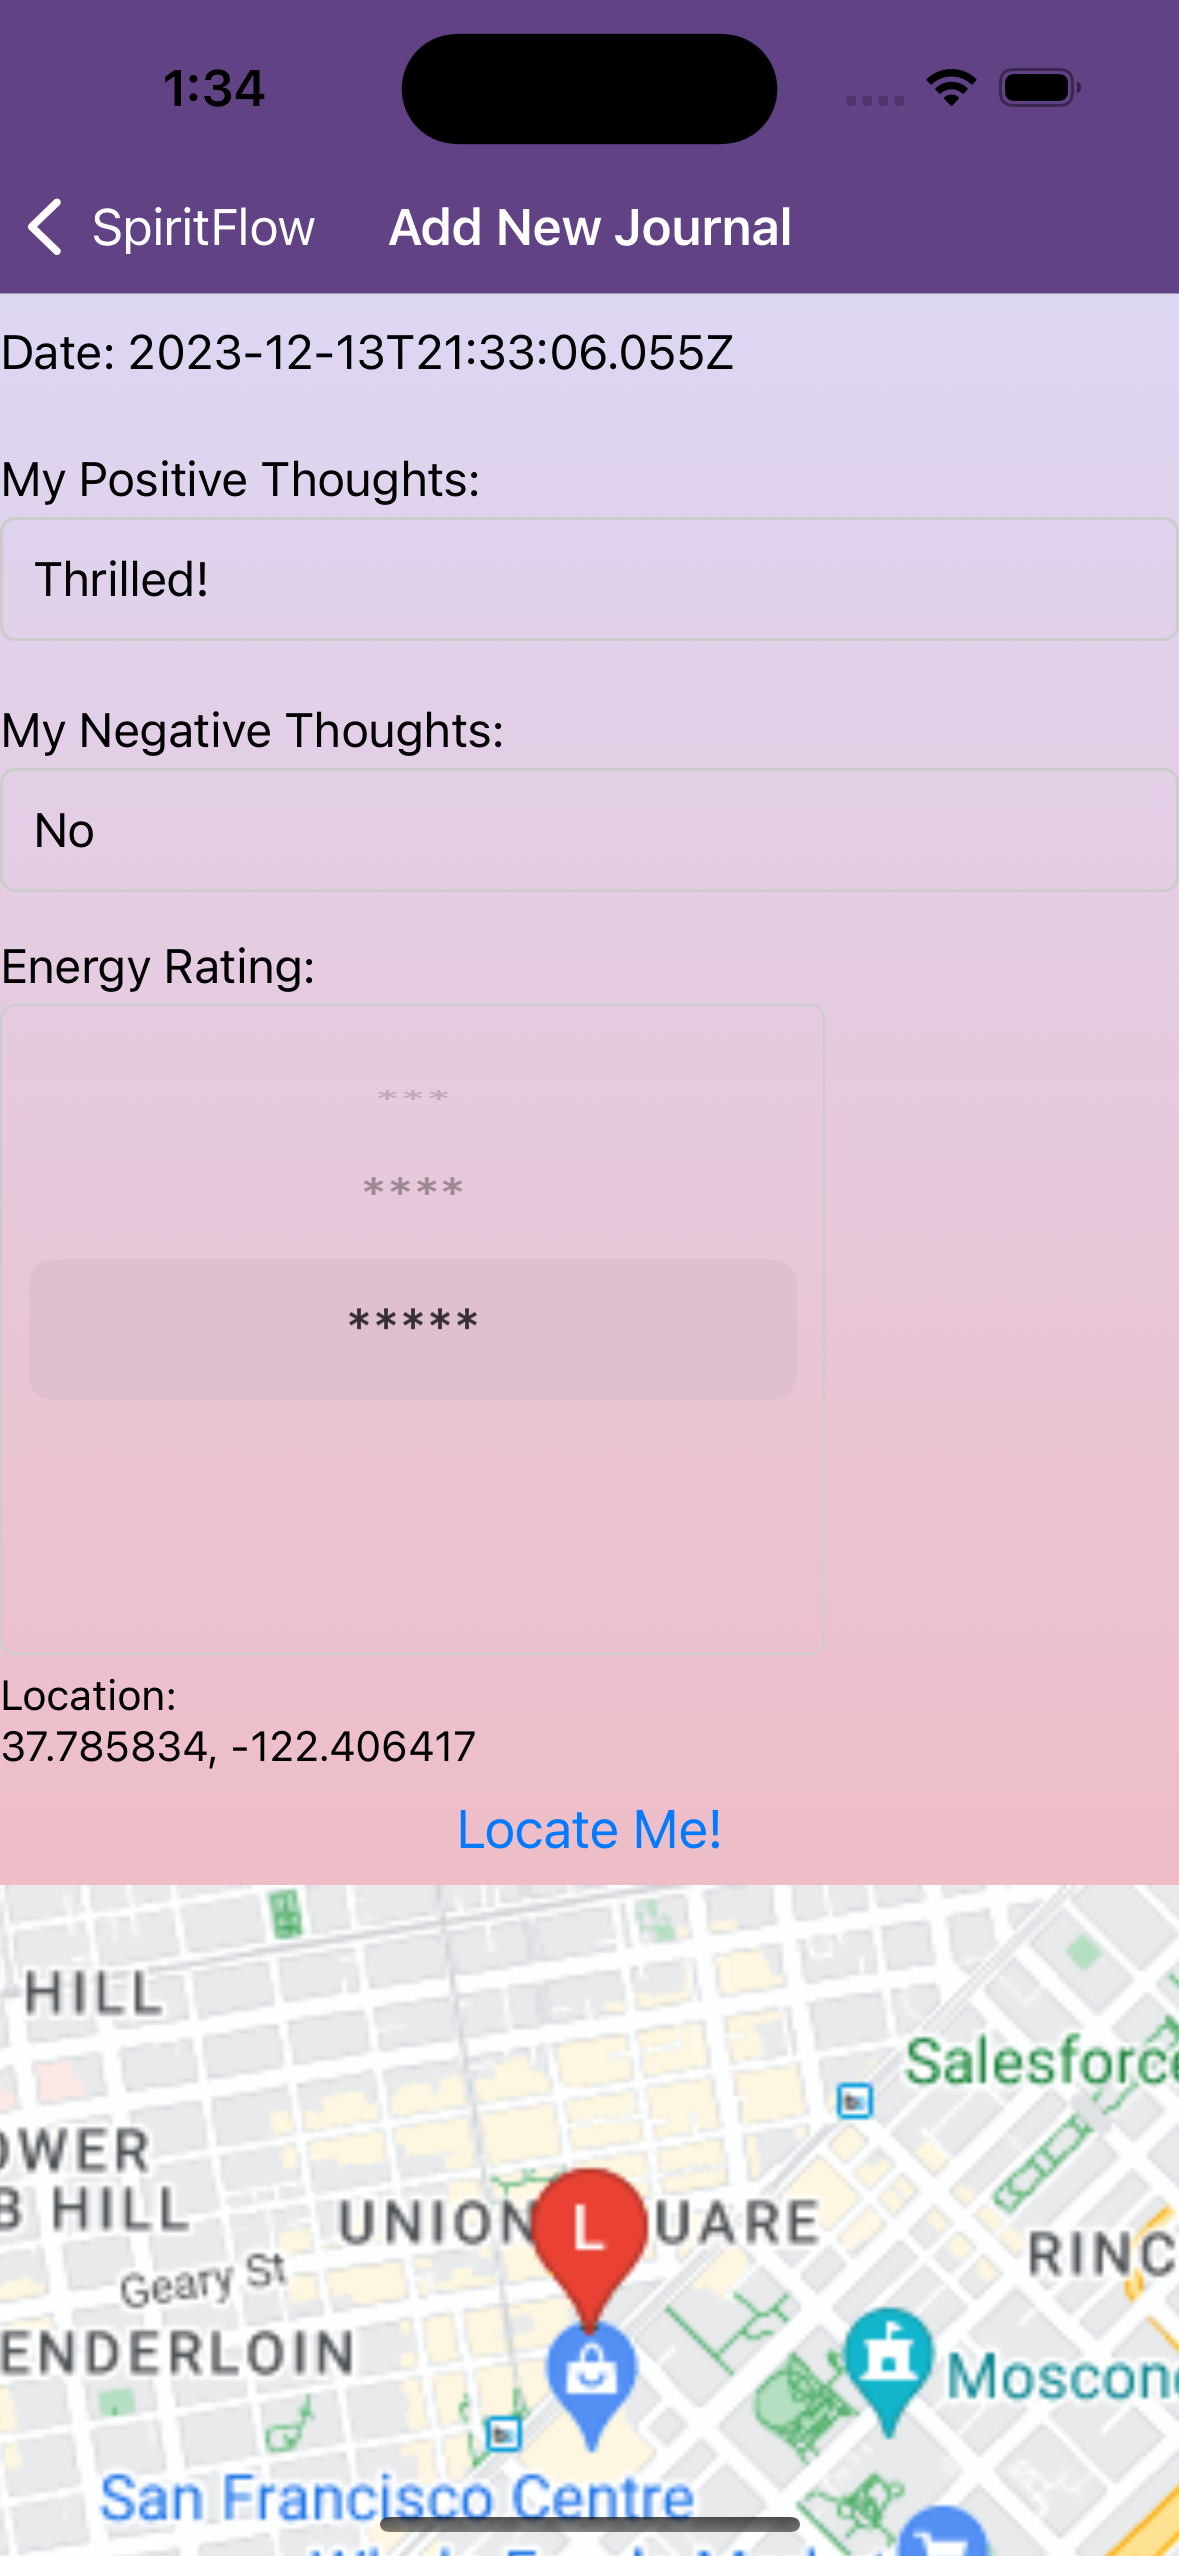 1:34
SpiritFlow Add New Journal
Date: 2023-12-13T21:33:06.055Z
My Positive Thoughts:
Thrilled!
My Negative Thoughts:
No
Energy Rating:
***
****
*****
Location:
37.785834, -122.406417
Locate Me!
HILL
Salesforce
OWER
B HILL
UNION UARE
L
RINC
Geary St
ENDERLOIN
Moscon
San Francisco Centre